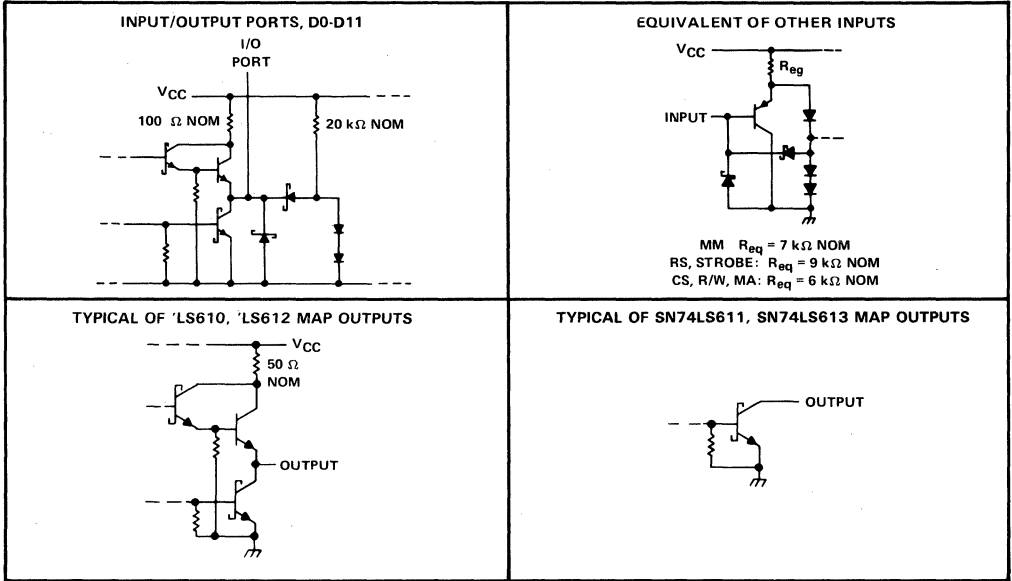 INPUT/OUTPUT PORTS, D0-D11
I/O
PORT
VCC
100 Ω NOM
20 kΩ NOM
EQUIVALENT OF OTHER INPUTS
VCC
Reg
INPUT
MM Req = 7 kΩ NOM
RS, STROBE: Req = 9 kΩ NOM
CS, R/W, MA: Req = 6 kΩ NOM
TYPICAL OF 'LS610, 'LS612 MAP OUTPUTS
VCC
50 Ω
NOM
OUTPUT
TYPICAL OF SN74LS611, SN74LS613 MAP OUTPUTS
OUTPUT